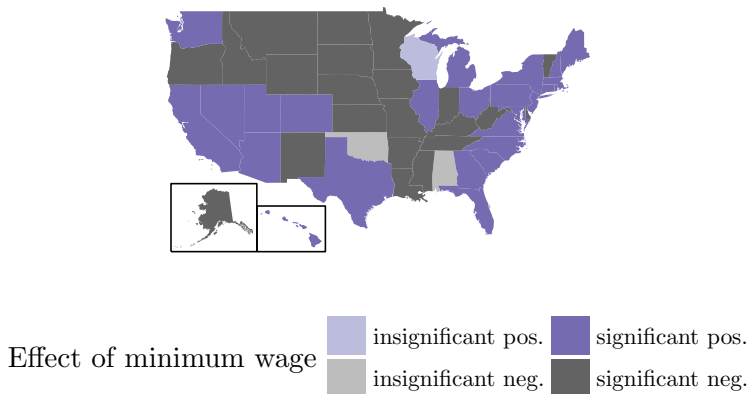 insignificant pos. significant pos.
Effect of minimum wage
insignificant neg. significant neg.